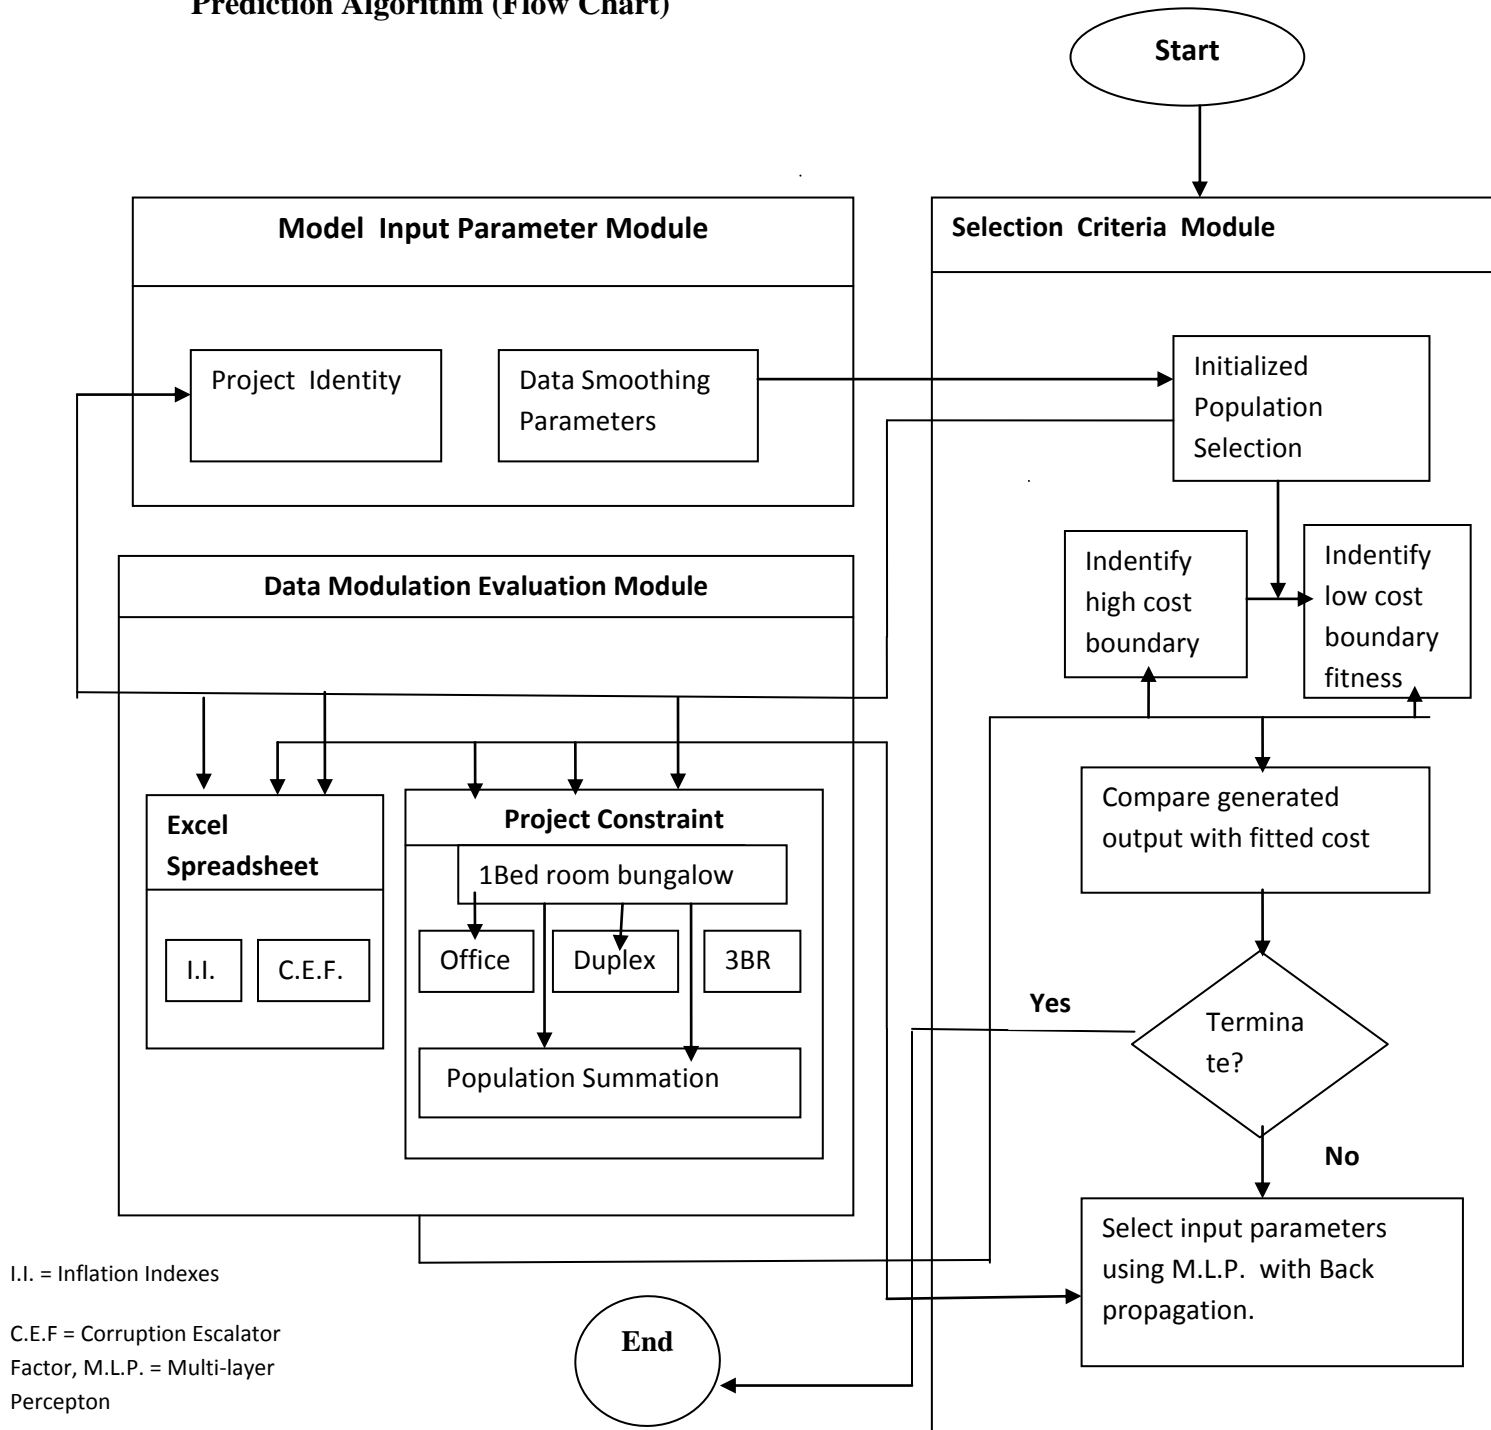 Prediction Algorithm (Flow Chart)
Start
Model Input Parameter Module
Project Identity
Data Smoothing
Parameters
Selection Criteria Module
Initialized
Population
Selection
Indentify
high cost
boundary
Indentify
low cost
boundary
fitness
Data Modulation Evaluation Module
Excel
Spreadsheet
I.I.
C.E.F.
Project Constraint
1Bed room bungalow
Office
Duplex
3BR
Population Summation
Compare generated
output with fitted cost
Termina
te?
Yes
No
Select input parameters
using M.L.P. with Back
propagation.
End
I.I. = Inflation Indexes
C.E.F = Corruption Escalator
Factor, M.L.P. = Multi-layer
Percepton